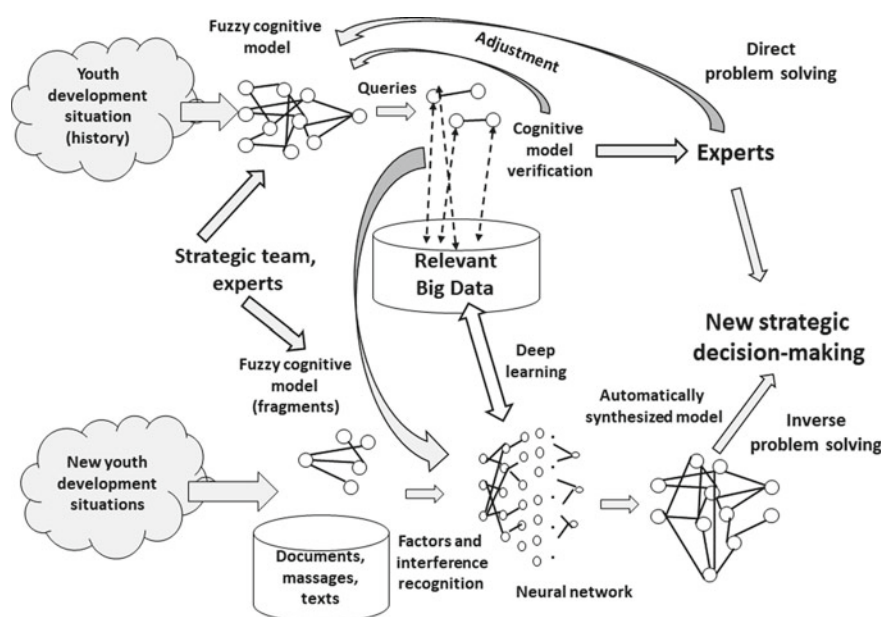 Fuzzy cognitive
model
Adjustment
Direct
problem solving
Youth
development
situation
(history)
Queries
Cognitive
model
verification
Experts
Strategic team,
experts
Relevant
Big Data
New strategic
decision-making
Fuzzy cognitive
model
(fragments)
Deep
learning
Automatically
synthesized model
Inverse
problem solving
New youth
development
situations
Documents,
massages,
texts
Factors and
interference
recognition
Neural network